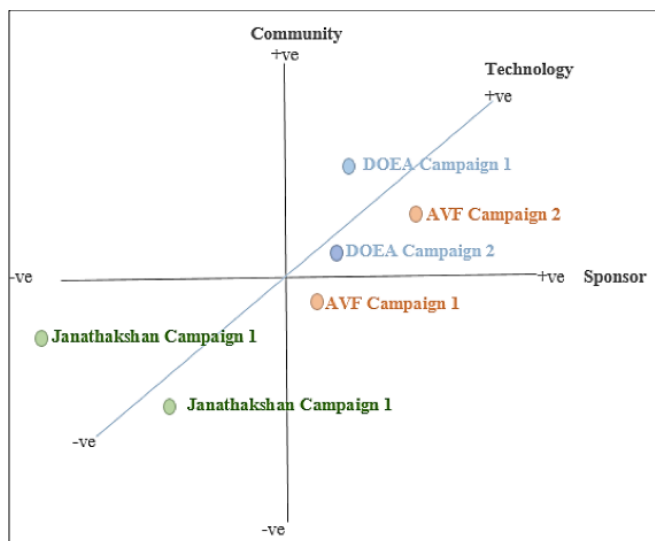 Community
+ve
Technology
+ve
DOEA Campaign 1
AVF Campaign 2
DOEA Campaign 2
-ve
+ve Sponsor
AVF Campaign 1
Janathakshan Campaign 1
Janathakshan Campaign 1
-ve
-ve